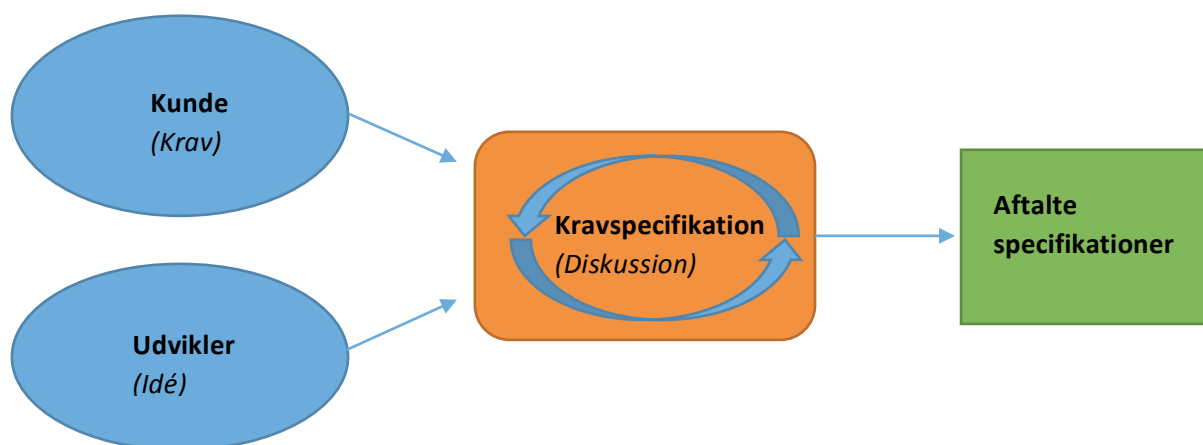 Kunde
(Krav)
Udvikler
(Idé)
Kravspecifikation
(Diskussion)
Aftalte
specifikationer